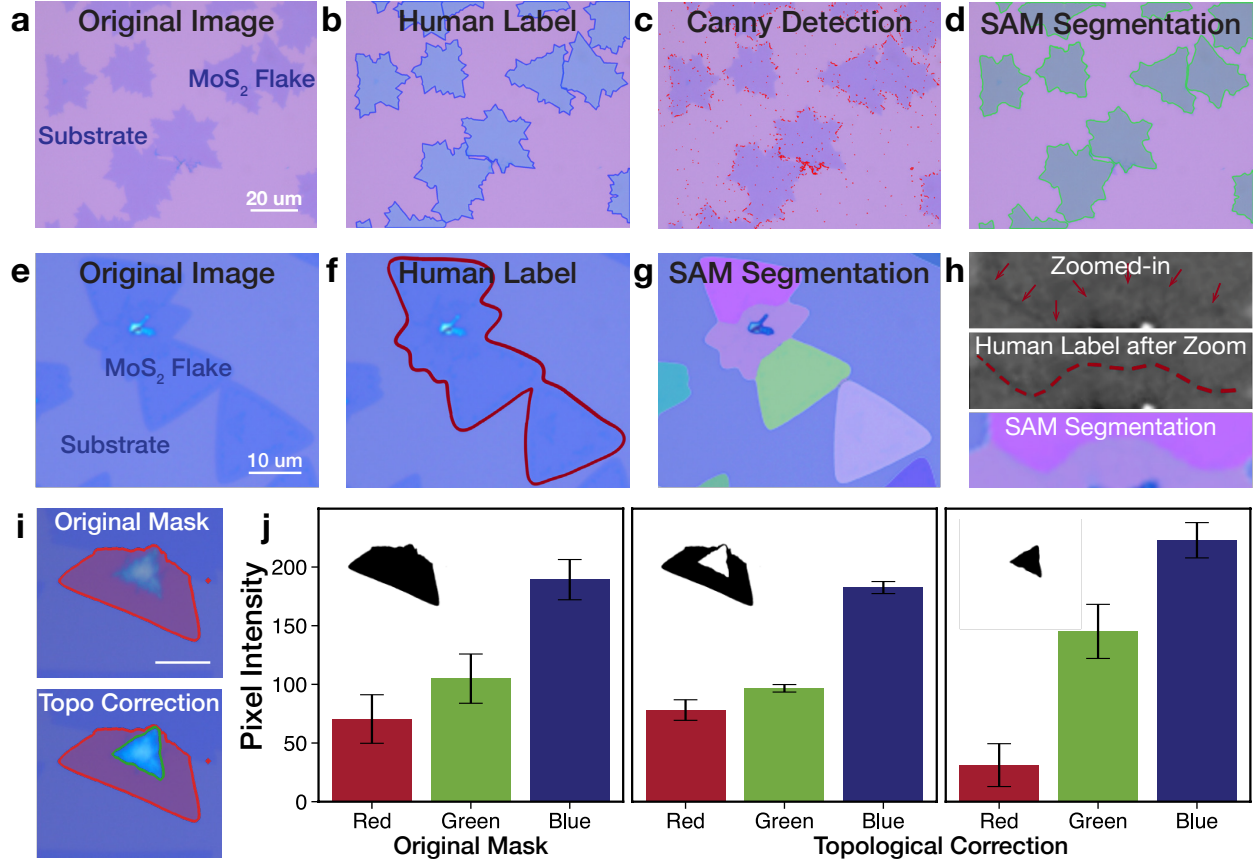 a
Original Image
MoS₂ Flake
Substrate
20 um
b
Human Label
c
Canny Detection
d
SAM Segmentation
e
Original Image
MoS₂ Flake
Substrate
10 um
f
Human Label
g
SAM Segmentation
h
Zoomed-in
Human Label after Zoom
SAM Segmentation
i
Original Mask
Topo Correction
j
Pixel Intensity
200
150
100
50
0
Red Green Blue
Original Mask
Red Green Blue
Red Green Blue
Topological Correction